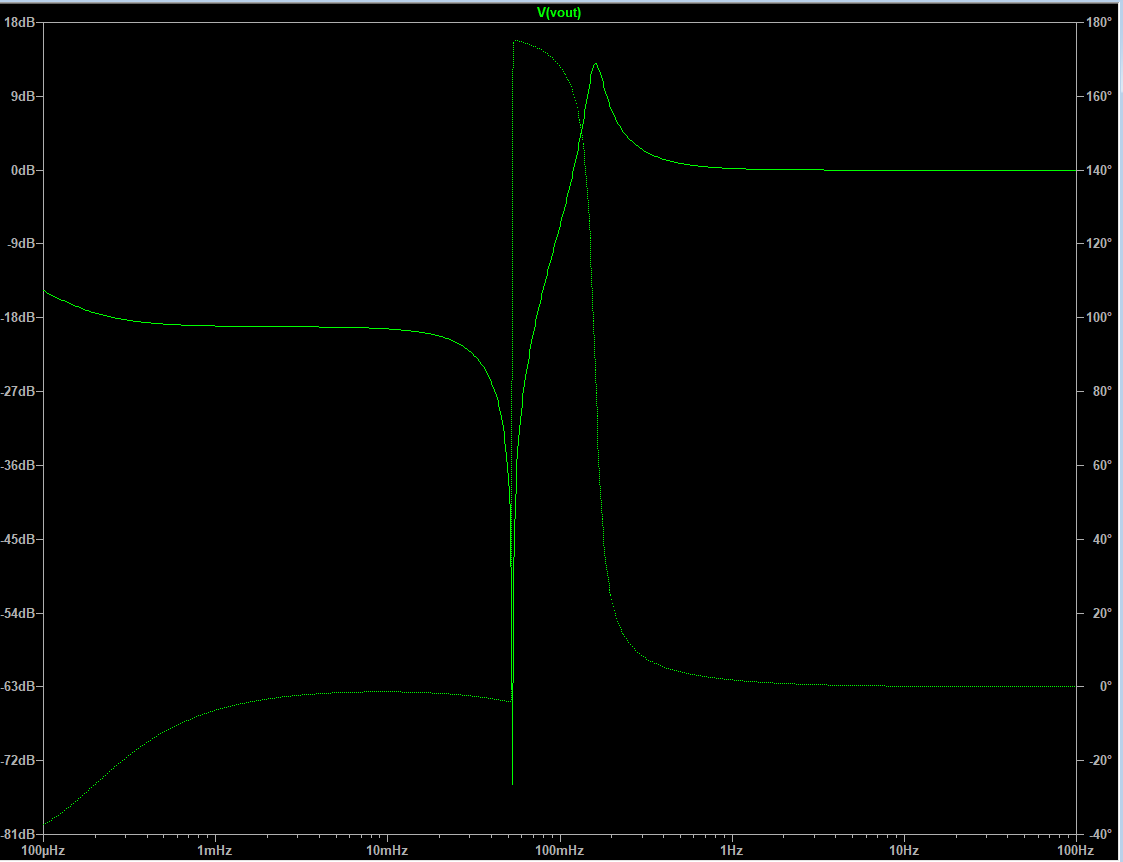 V(vout)
18dB 180°
9dB 160°
0dB 140°
-9dB 120°
-18dB 100°
-27dB 80°
-36dB 60°
-45dB 40°
-54dB 20°
-63dB 0°
-72dB -20°
-81dB -40°
100µHz 1mHz 10mHz 100mHz 1Hz 10Hz 100Hz